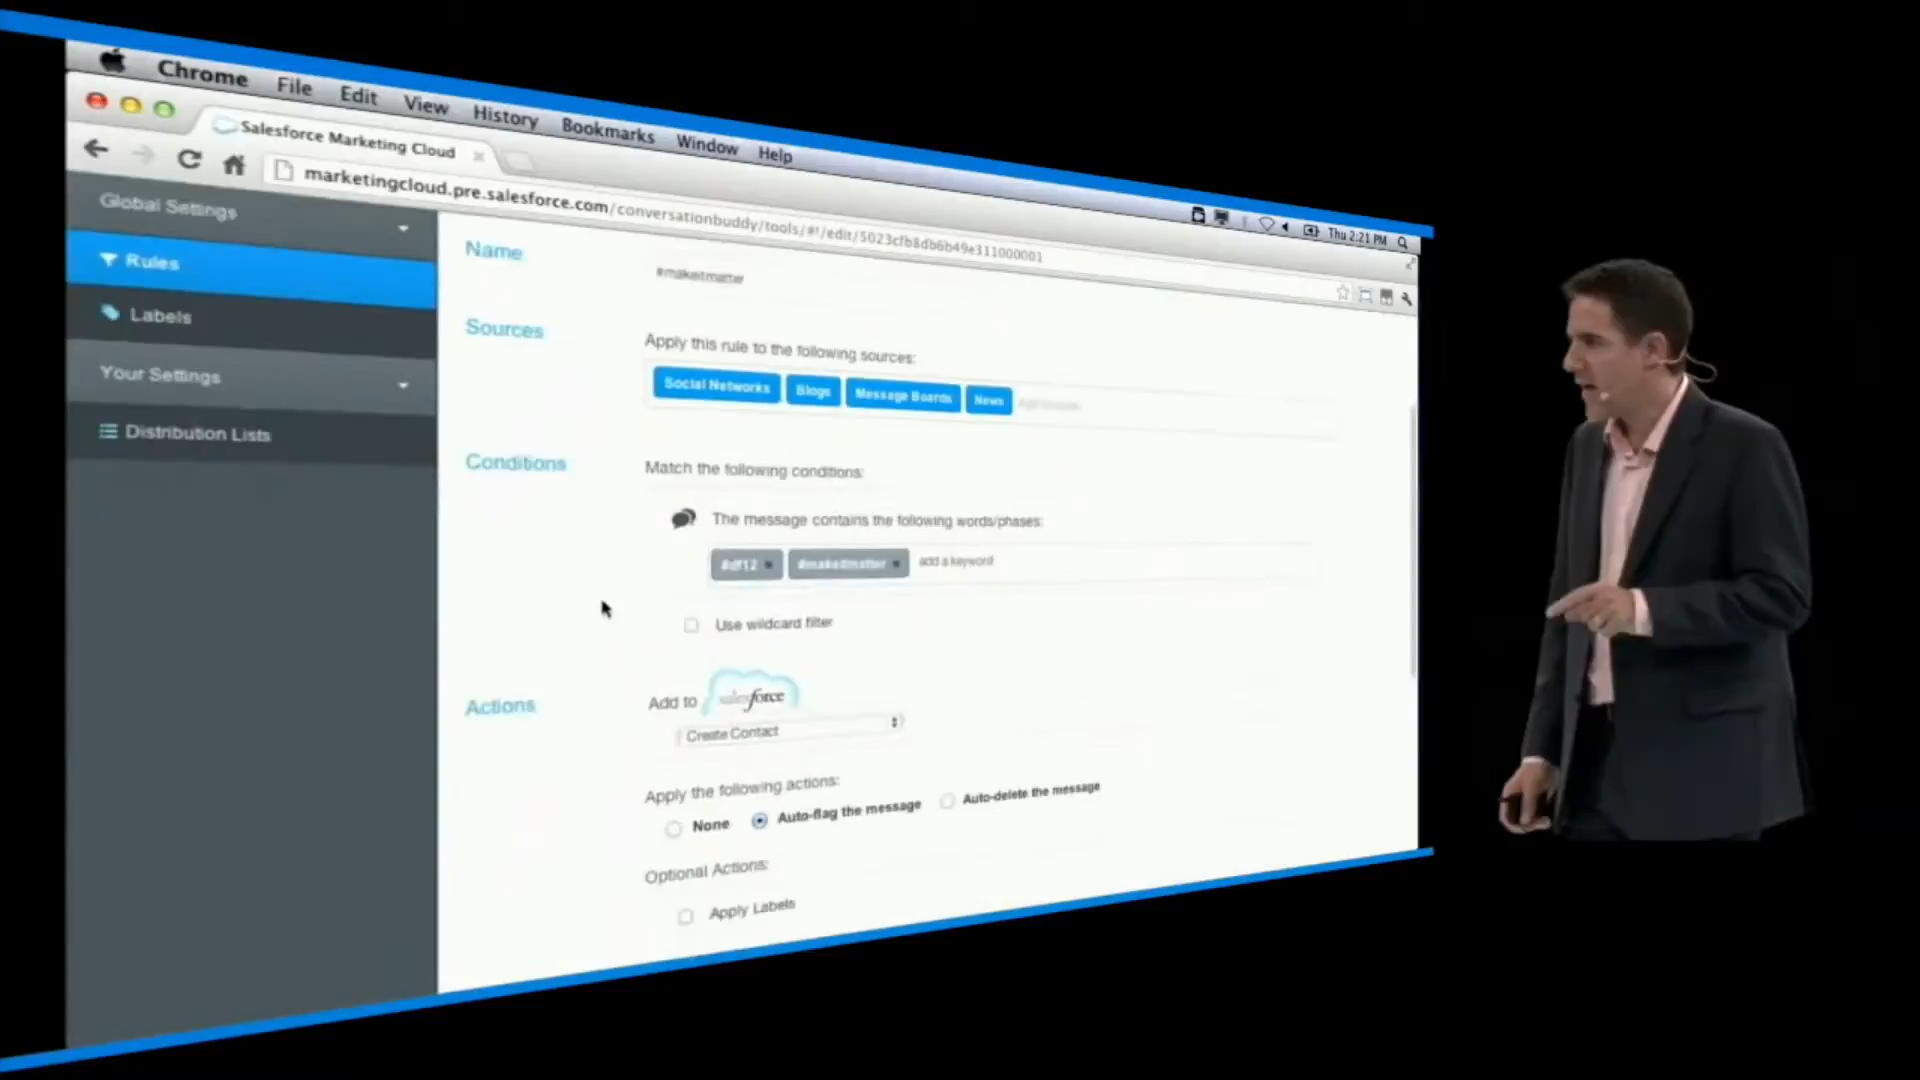 Chrome File Edit View History Bookmarks Window Help
Thu 2:21 PM
Salesforce Marketing Cloud
marketingcloud.pre.salesforce.com/conversationbuddy/tools/#!/edit/5023cfb8db6b49e311000001
Global Settings
Rules
Labels
Your Settings
Distribution Lists
Name
#makeitmatter
Sources
Apply this rule to the following sources:
Social Networks Blogs Message Boards News
Conditions
Match the following conditions:
The message contains the following words/phases:
#df12 #makeitmatter add a keyword
Use wildcard filter
Actions
Add to salesforce
Create Contact
Apply the following actions:
None Auto-flag the message Auto-delete the message
Optional Actions:
Apply Labels